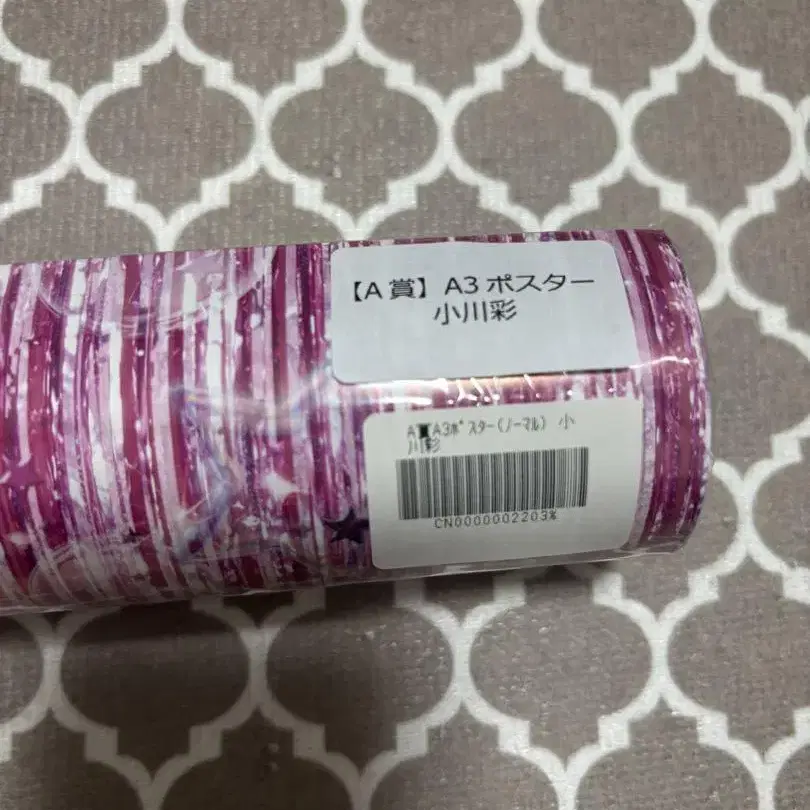 【A賞】A3ポスター
小川彩
A賞A3ﾎﾟｽﾀｰ(ﾉｰﾏﾙ) 小
川彩
CN0000002203%